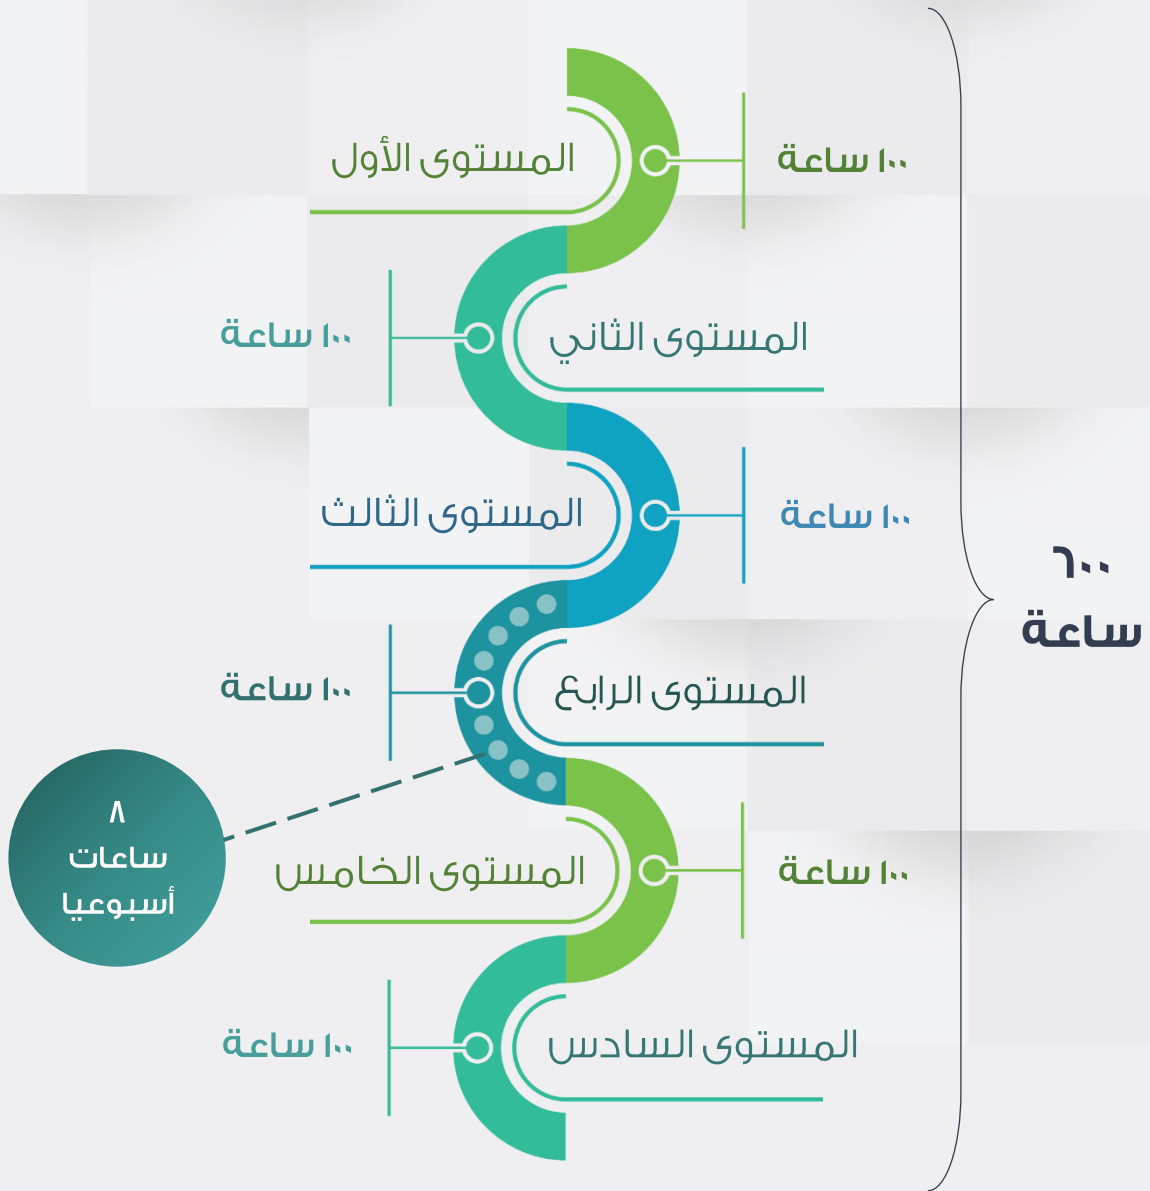 المستوى الأول
١٠٠ ساعة
المستوى الثاني
١٠٠ ساعة
المستوى الثالث
١٠٠ ساعة
٦٠٠
ساعة
المستوى الرابع
١٠٠ ساعة
٨
ساعات
أسبوعيا
المستوى الخامس
١٠٠ ساعة
المستوى السادس
١٠٠ ساعة